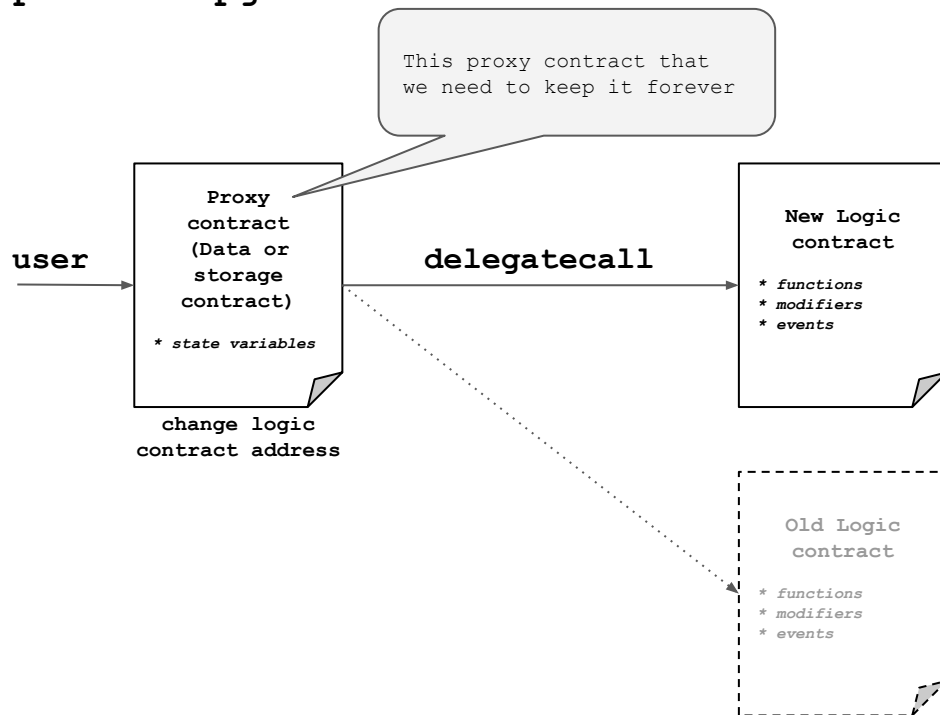 This proxy contract that
we need to keep it forever
Proxy
contract
(Data or
storage
contract)
* state variables
user
delegatecall
New Logic
contract
* functions
* modifiers
* events
change logic
contract address
Old Logic
contract
* functions
* modifiers
* events